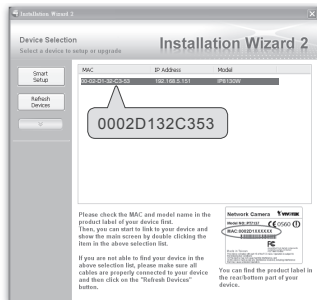 Installation Wizard 2
Device Selection
Select a device to setup or upgrade
Installation Wizard 2
Smart
Setup
Refresh
Devices
MAC IP Address Model
00-02-D1-32-C3-53 192.168.5.151 IP8130W
0002D132C353
Please check the MAC and model name in the
product label of your device first.
Then, you can start to link to your device and
show the main screen by double clicking the
item in the above selection list.
If you are not able to find your device in the
above selection list, please make sure all
cables are properly connected to your device
and then click on the "Refresh Devices"
button.
Network Camera VIVOTEK
Model NO: PT3121 CE 0560
MAC:0002D1XXXXXX
FC
You can find the product label in
the rear/bottom part of your
device.